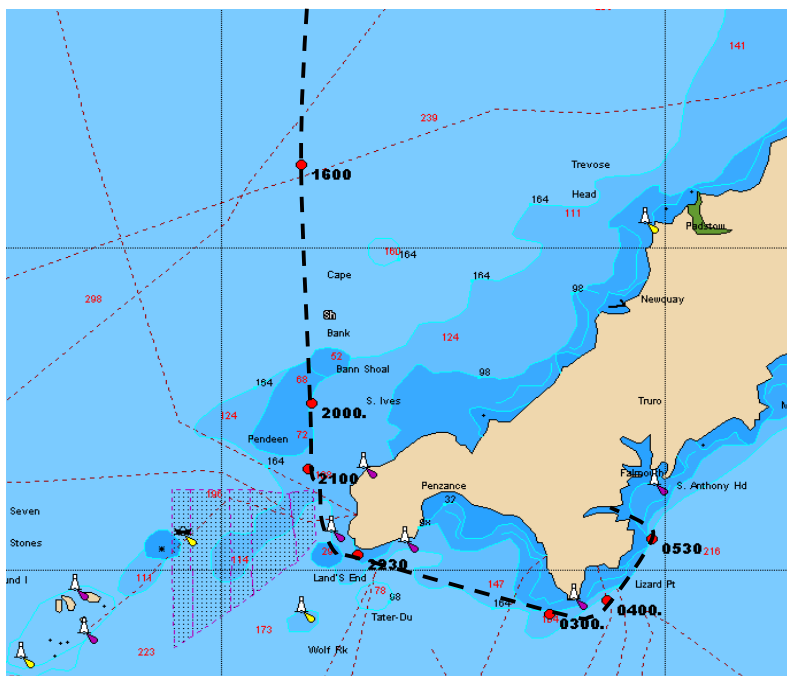 141
239
Trevose
1600
Head
164
111
Padstow
160
164
Cape
164
98
298
Newquay
Sh
Bank
124
52
Bann Shoal
98
164
68
S. Ives
Truro
124
2000.
72
Pendeen
164
2100
Penzance
Falmouth
S. Anthony Hd
196
32
Seven
Stones
114
2230
0530
216
Land'S End
147
Lizard Pt
111
78
68
164
0400.
Tater-Du
0300.
173
223
Wolf Rk